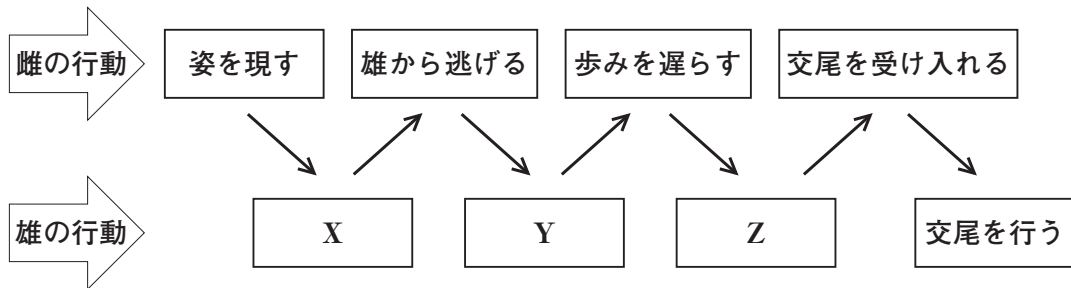 雌の行動
姿を現す
雄から逃げる
歩みを遅らす
交尾を受け入れる
雄の行動
X
Y
Z
交尾を行う